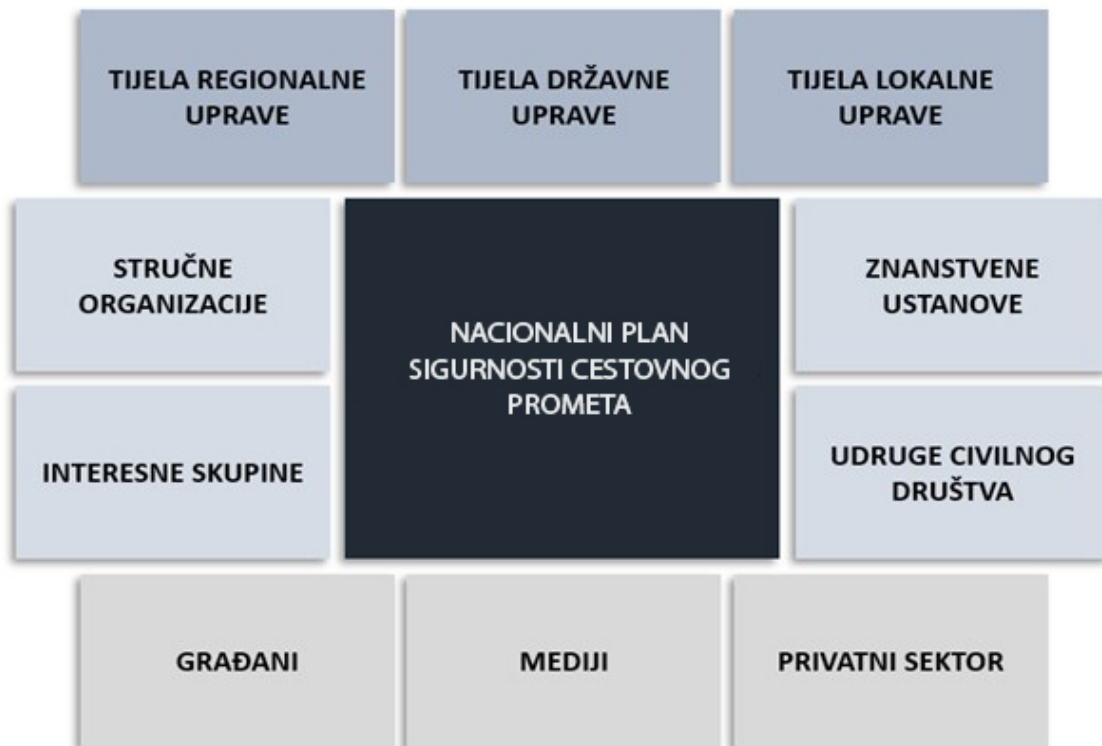 TIJELA REGIONALNE
UPRAVE
TIJELA DRŽAVNE
UPRAVE
TIJELA LOKALNE
UPRAVE
STRUČNE
ORGANIZACIJE
NACIONALNI PLAN
SIGURNOSTI CESTOVNOG
PROMETA
ZNANSTVENE
USTANOVE
INTERESNE SKUPINE
UDRUGE CIVILNOG
DRUŠTVA
GRAĐANI
MEDIJI
PRIVATNI SEKTOR